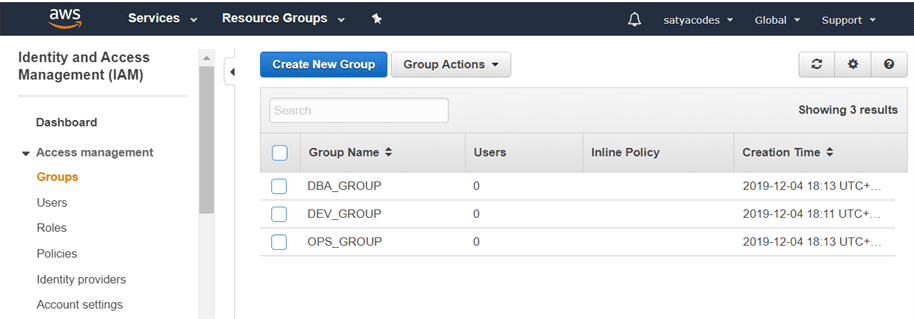 aws Services Resource Groups satyacodes Global Support
Identity and Access
Management (IAM)
Dashboard
Access management
Groups
Users
Roles
Policies
Identity providers
Account settings
Create New Group Group Actions
Search Showing 3 results
Group Name Users Inline Policy Creation Time
DBA_GROUP 0 2019-12-04 18:13 UTC+...
DEV_GROUP 0 2019-12-04 18:11 UTC+...
OPS_GROUP 0 2019-12-04 18:13 UTC+...